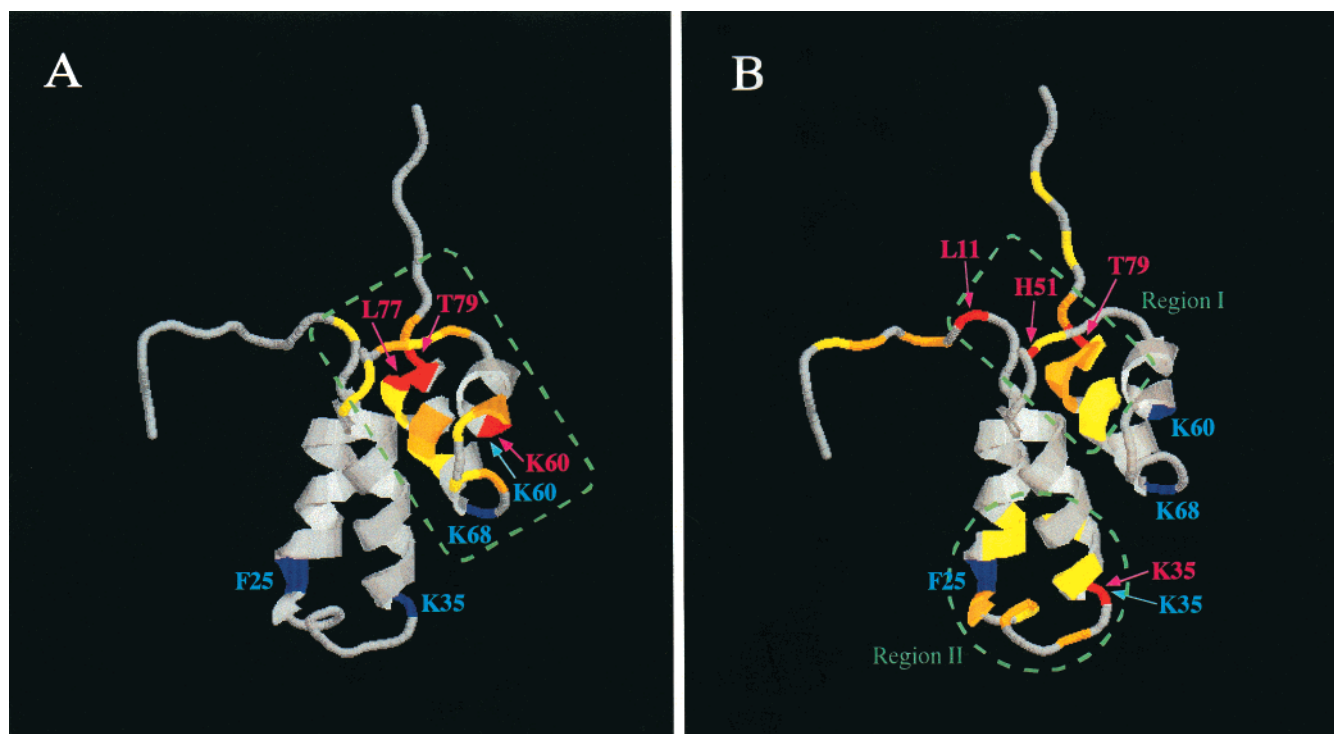 A
L77
T79
K60
K60
K68
F25
K35
B
L11
H51
T79
Region I
K60
K68
F25
K35
K35
Region II